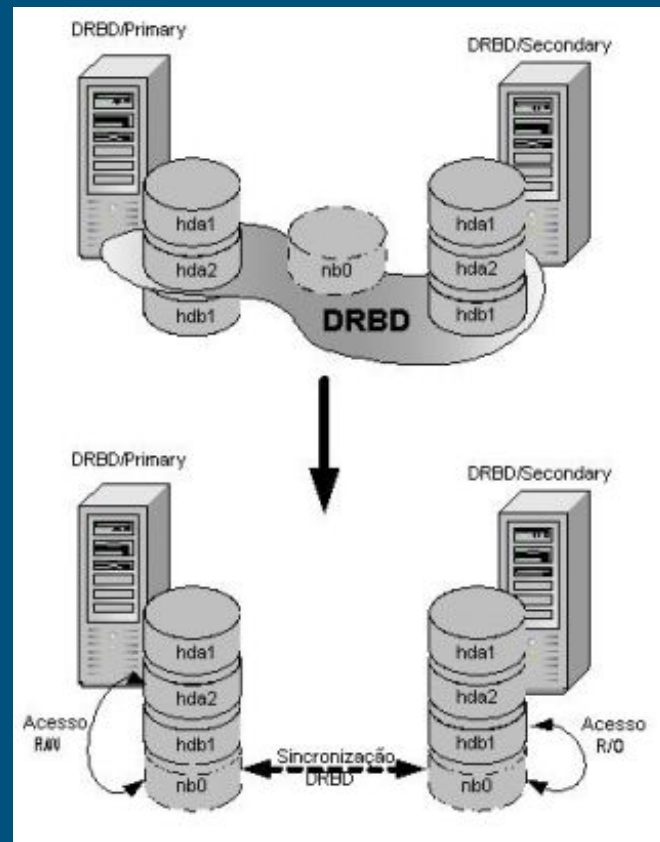 DRBD/Primary
DRBD/Secondary
hda1
hda2
hdb1
nb0
hda1
hda2
hdb1
DRBD
DRBD/Primary
DRBD/Secondary
hda1
hda2
hdb1
nb0
hda1
hda2
hdb1
nb0
Acesso
R/W
Sincronização
DRBD
Acesso
R/O